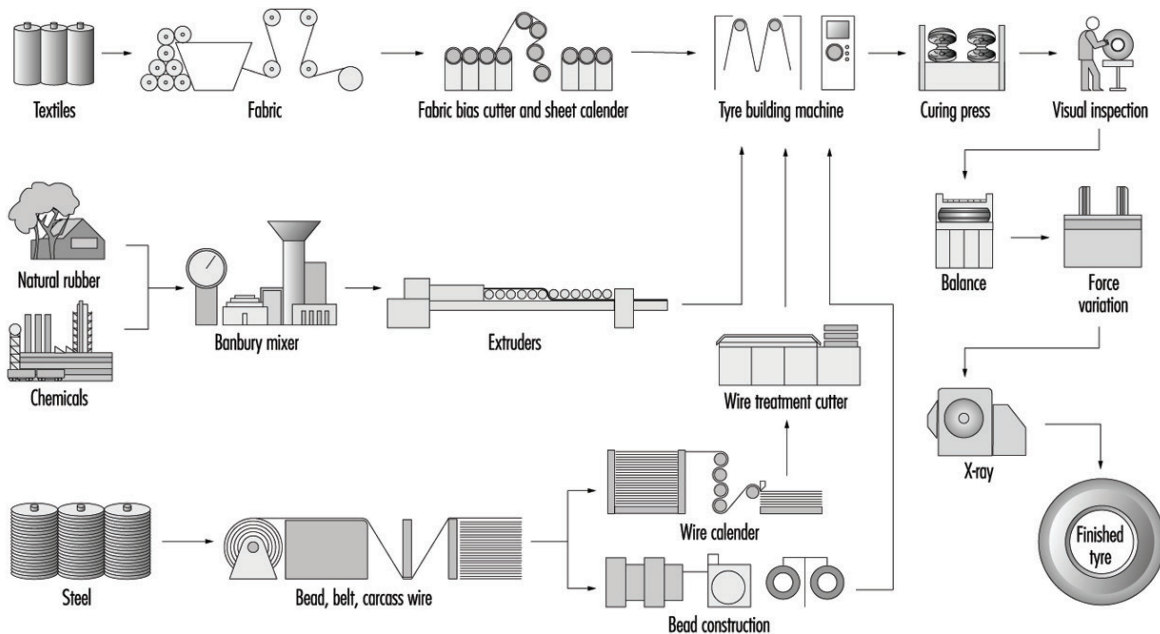 Textiles
Fabric
Fabric bias cutter and sheet calender
Tyre building machine
Curing press
Visual inspection
Natural rubber
Chemicals
Banbury mixer
Extruders
Wire treatment cutter
Balance
Force
variation
X-ray
Steel
Bead, belt, carcass wire
Wire calender
Bead construction
Finished
tyre